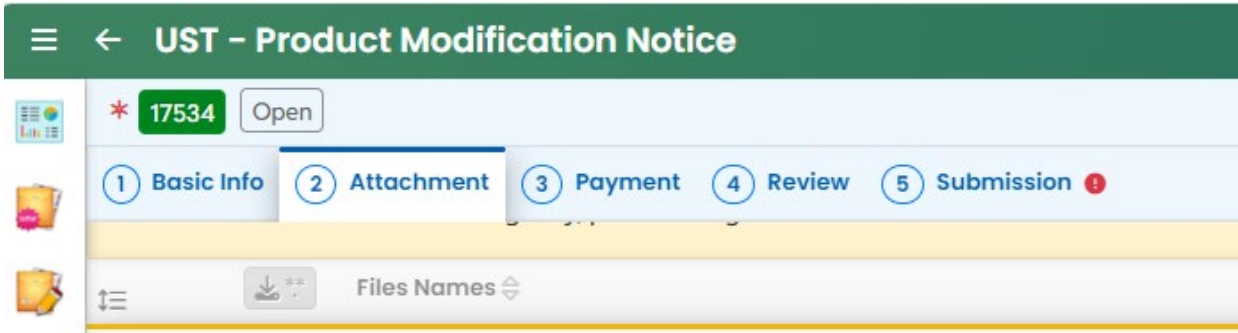 UST - Product Modification Notice
* 17534 Open
1 Basic Info 2 Attachment 3 Payment 4 Review 5 Submission !
** Files Names